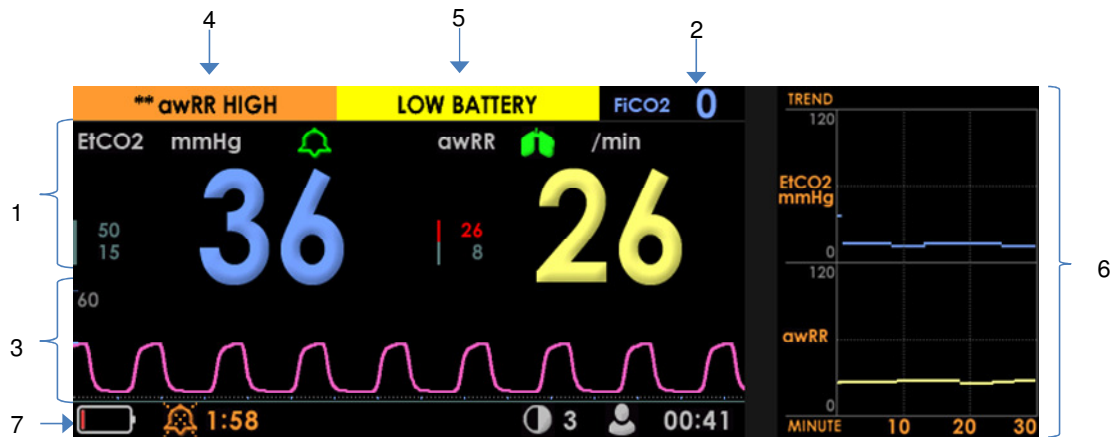 4
5
2
** awRR HIGH
LOW BATTERY
FiCO2 0
EtCO2 mmHg
awRR /min
36
26
50
15
26
8
60
1:58
3
00:41
TREND
120
EtCO2
mmHg
0
120
awRR
0
MINUTE 10 20 30
1
3
7
6